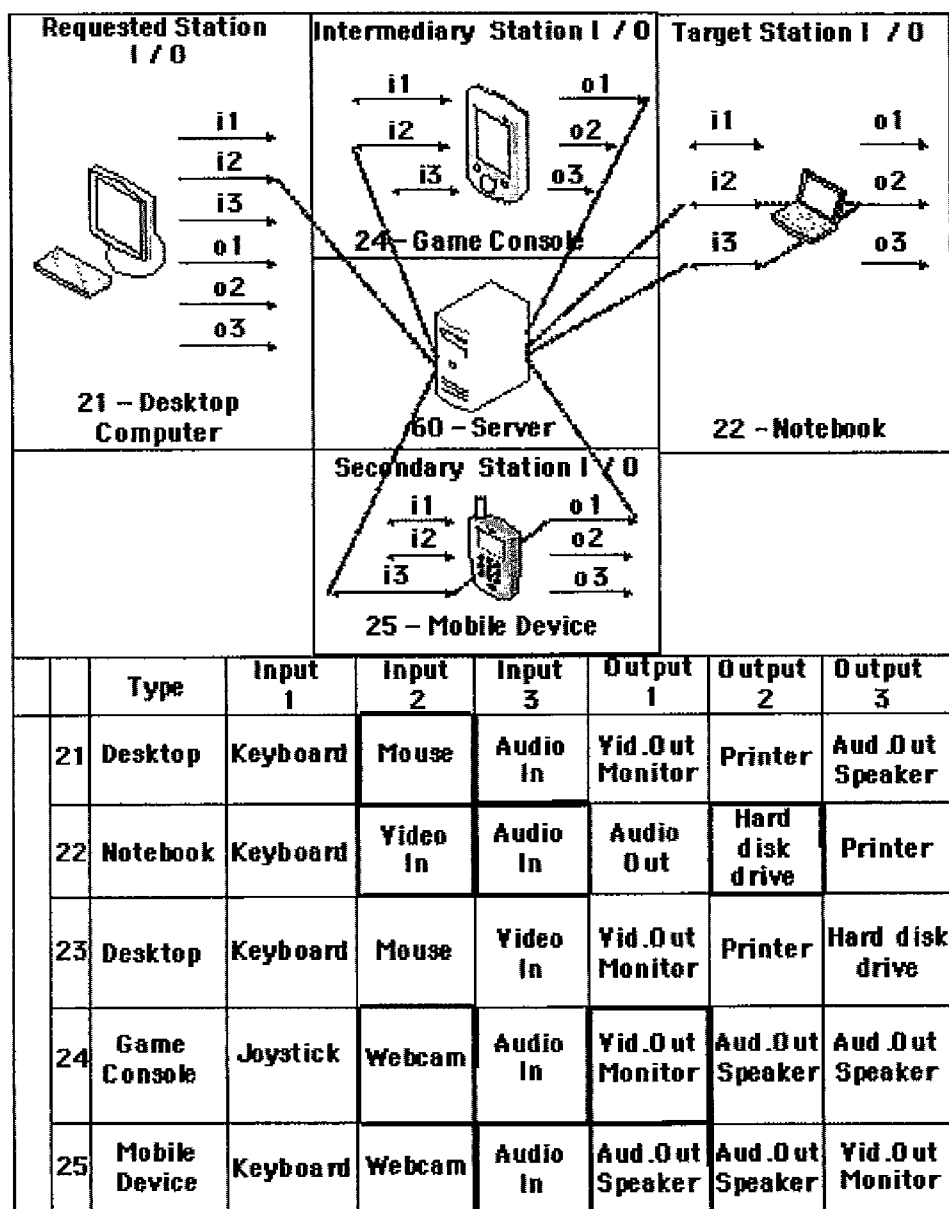 Requested Station
I / O
i1
i2
i3
o1
o2
o3
21 – Desktop
Computer
Intermediary Station I / O
i1
i2
i3
o1
o2
o3
24 – Game Console
60 – Server
Target Station I / O
i1
i2
i3
o1
o2
o3
22 – Notebook
Secondary Station I / O
i1
i2
i3
o1
o2
o3
25 – Mobile Device
Type Input 1 Input 2 Input 3 Output 1 Output 2 Output 3
21 Desktop Keyboard Mouse Audio In Vid.Out Monitor Printer Aud.Out Speaker
22 Notebook Keyboard Video In Audio In Audio Out Hard disk drive Printer
23 Desktop Keyboard Mouse Video In Vid.Out Monitor Printer Hard disk drive
24 Game Console Joystick Webcam Audio In Vid.Out Monitor Aud.Out Speaker Aud.Out Speaker
25 Mobile Device Keyboard Webcam Audio In Aud.Out Speaker Aud.Out Speaker Vid.Out Monitor